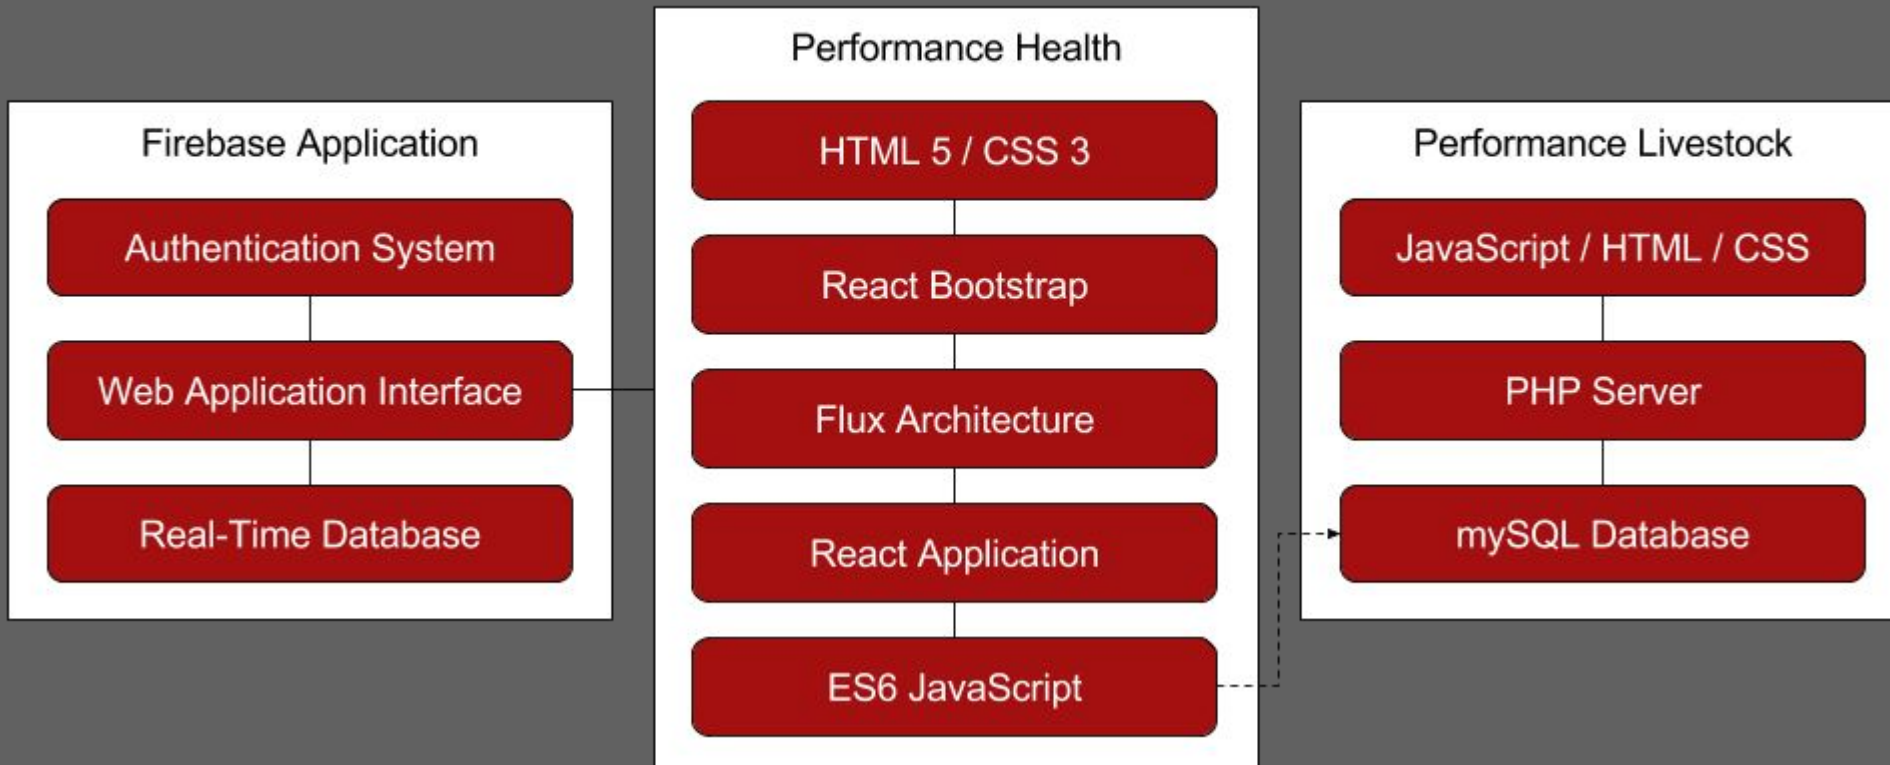 Firebase Application
Authentication System
Web Application Interface
Real-Time Database
Performance Health
HTML 5 / CSS 3
React Bootstrap
Flux Architecture
React Application
ES6 JavaScript
Performance Livestock
JavaScript / HTML / CSS
PHP Server
mySQL Database